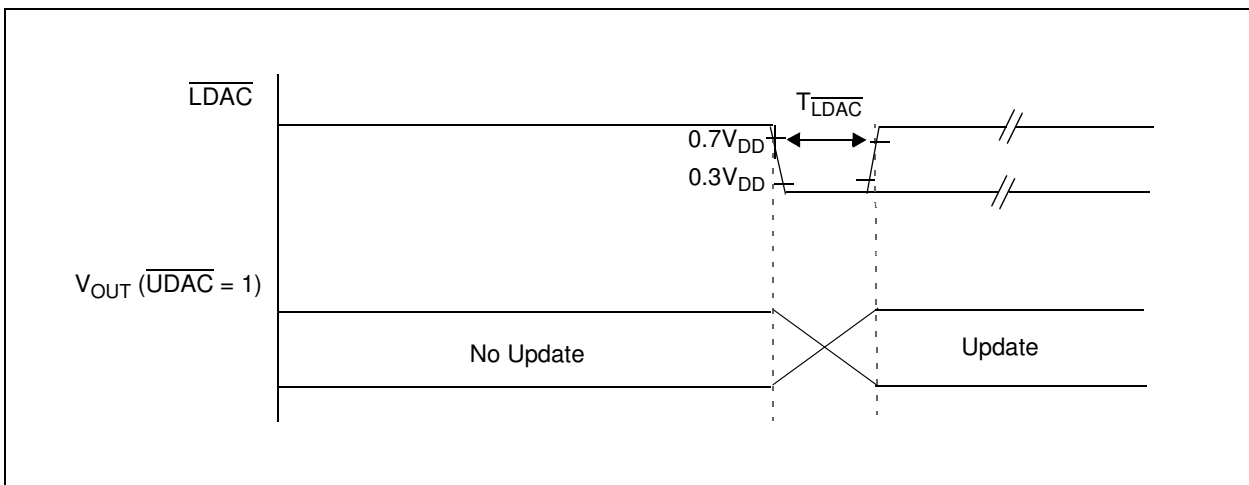 LDAC
TLDAC
0.7VDD
0.3VDD
VOUT (UDAC = 1)
No Update
Update